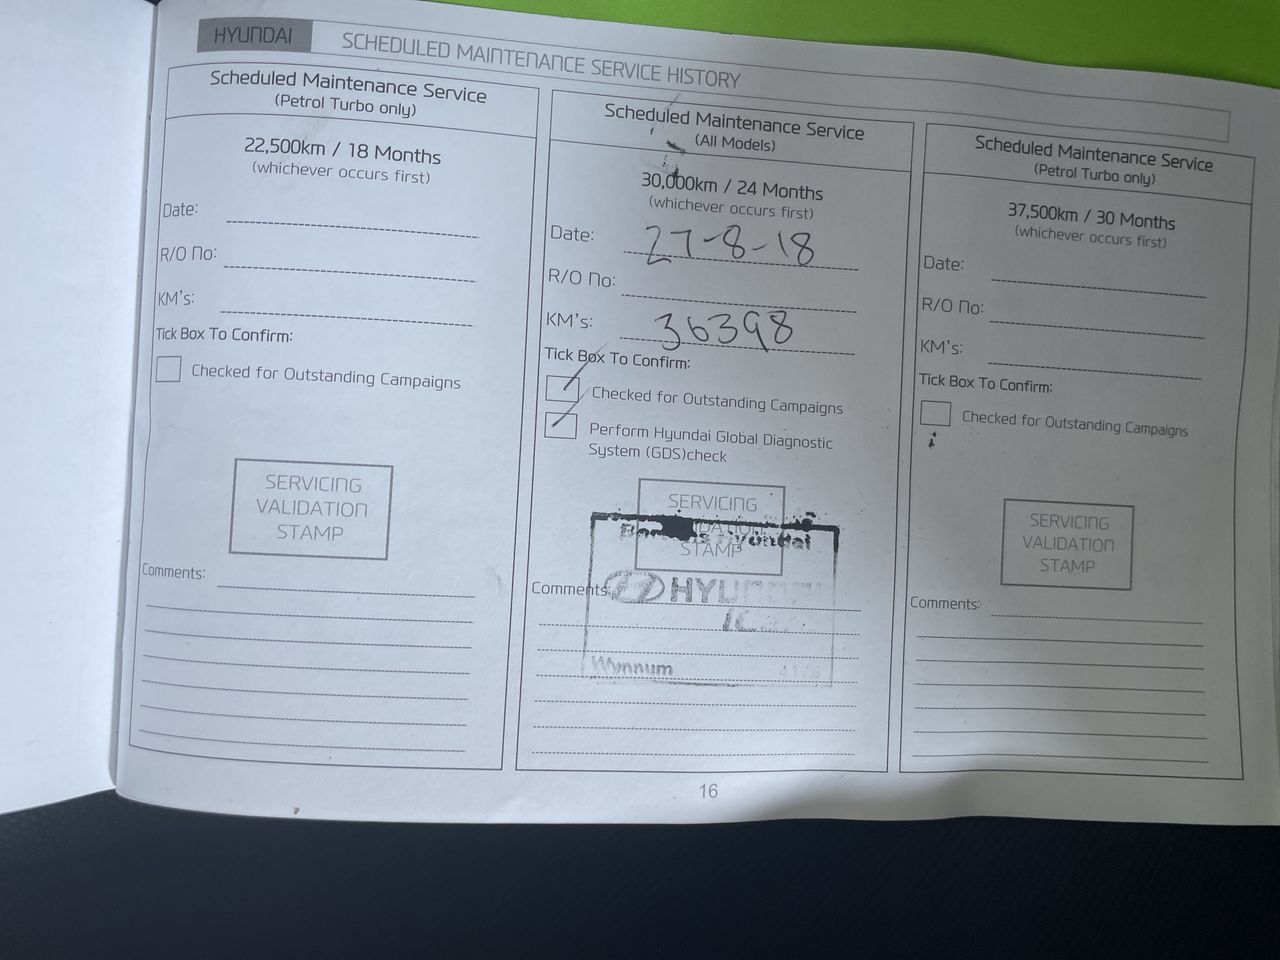 HYUNDAI
SCHEDULED MAINTENANCE SERVICE HISTORY
Scheduled Maintenance Service
(Petrol Turbo only)
22,500km / 18 Months
(whichever occurs first)
Date:
R/O No:
KM's:
Tick Box To Confirm:
Checked for Outstanding Campaigns
SERVICING
VALIDATION
STAMP
Comments:
Scheduled Maintenance Service
(All Models)
30,000km / 24 Months
(whichever occurs first)
Date: 27-8-18
R/O No:
KM's: 36398
Tick Box To Confirm:
Checked for Outstanding Campaigns
Perform Hyundai Global Diagnostic
System (GDS)check
SERVICING
STAMP
Hyundai
Comments:
Wynnum
Scheduled Maintenance Service
(Petrol Turbo only)
37,500km / 30 Months
(whichever occurs first)
Date:
R/O No:
KM's:
Tick Box To Confirm:
Checked for Outstanding Campaigns
SERVICING
VALIDATION
STAMP
Comments:
16